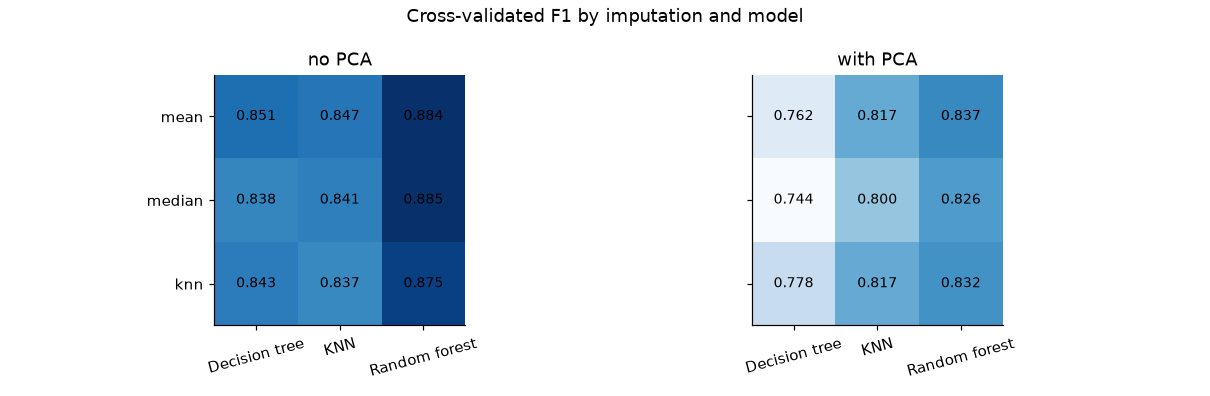 Cross-validated F1 by imputation and model
no PCA
with PCA
mean 0.851 0.847 0.884 0.762 0.817 0.837
median 0.838 0.841 0.885 0.744 0.800 0.826
knn 0.843 0.837 0.875 0.778 0.817 0.832
Decision tree KNN Random forest
Decision tree KNN Random forest